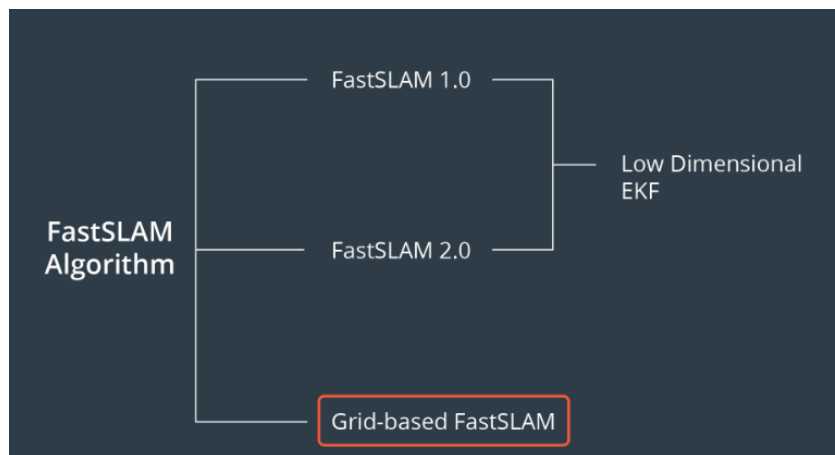 FastSLAM 1.0
Low Dimensional
EKF
FastSLAM
Algorithm
FastSLAM 2.0
Grid-based FastSLAM